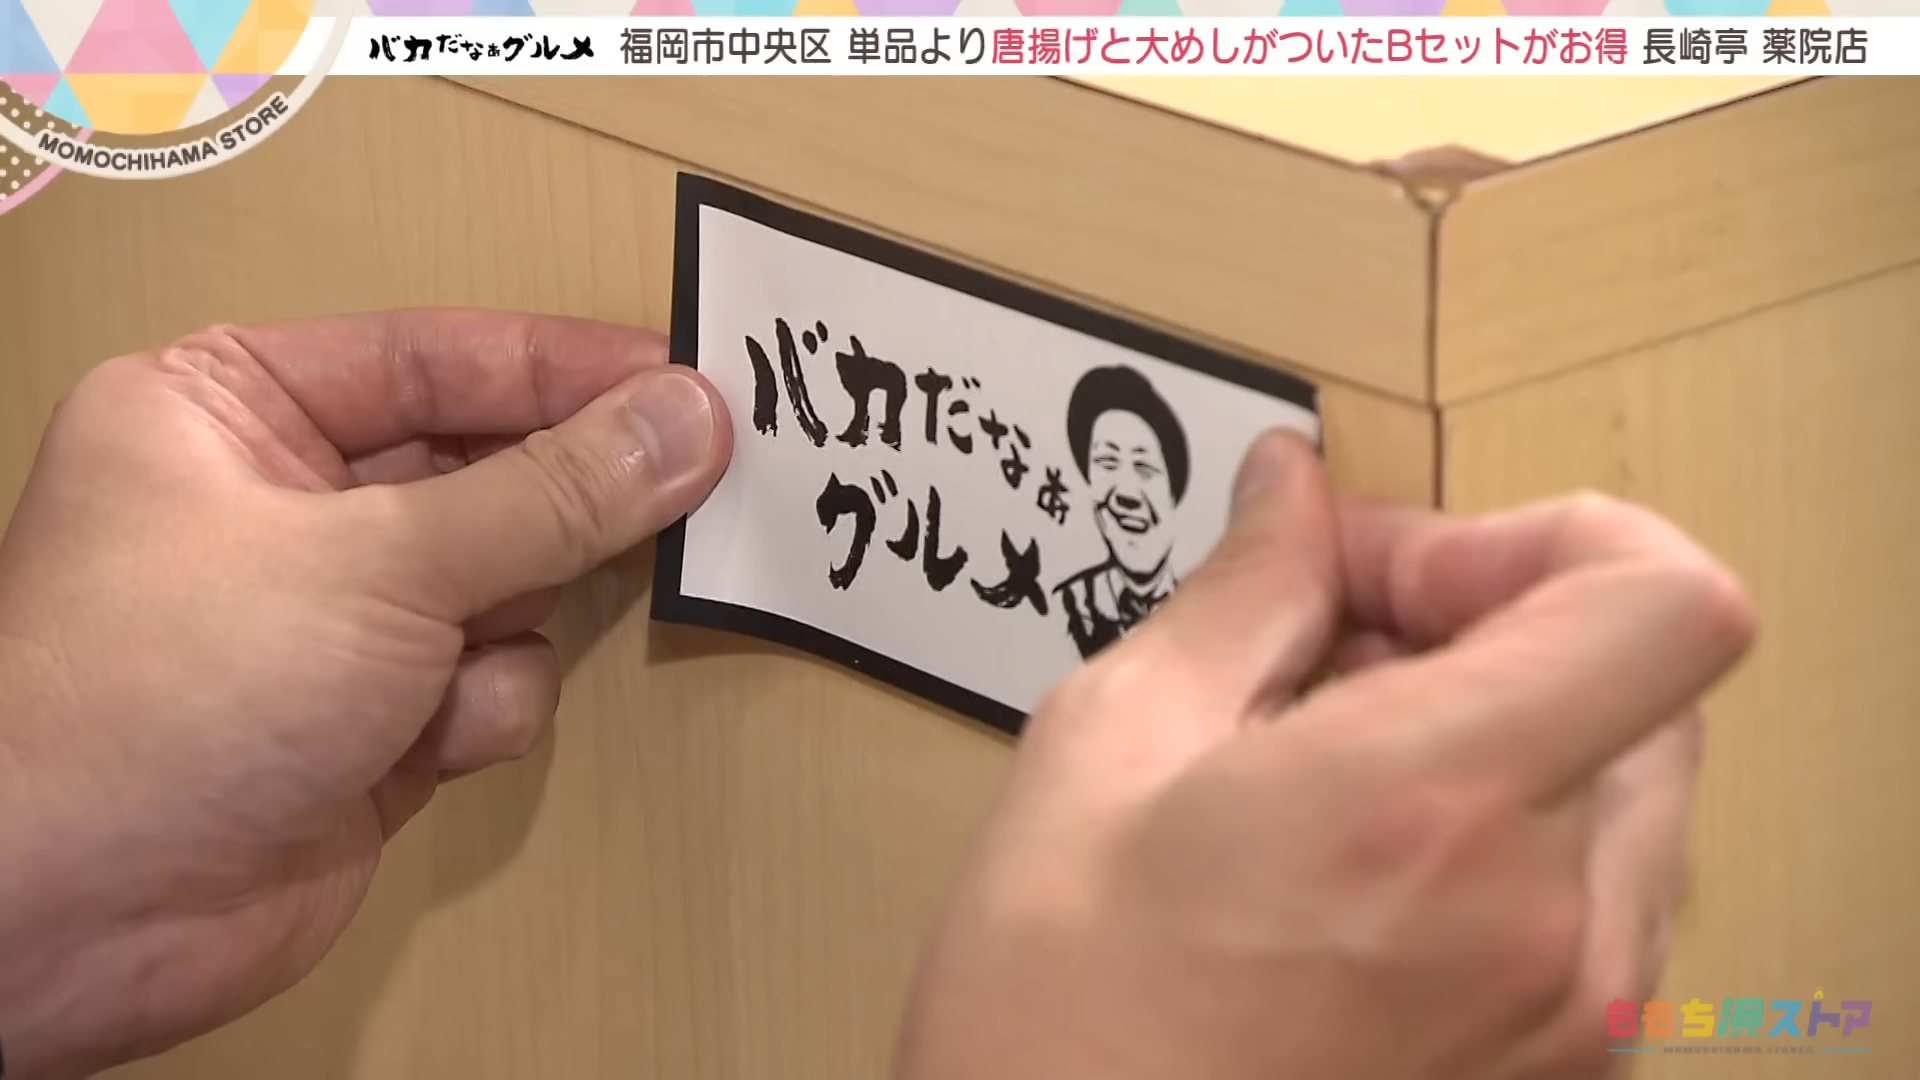 バカだなぁグルメ 福岡市中央区 単品より唐揚げと大めしがついたBセットがお得 長崎亭 薬院店
MOMOCHIHAMA STORE
バカだなぁ
グルメ
ももち浜ストア
MOMOCHIHAMA STORE